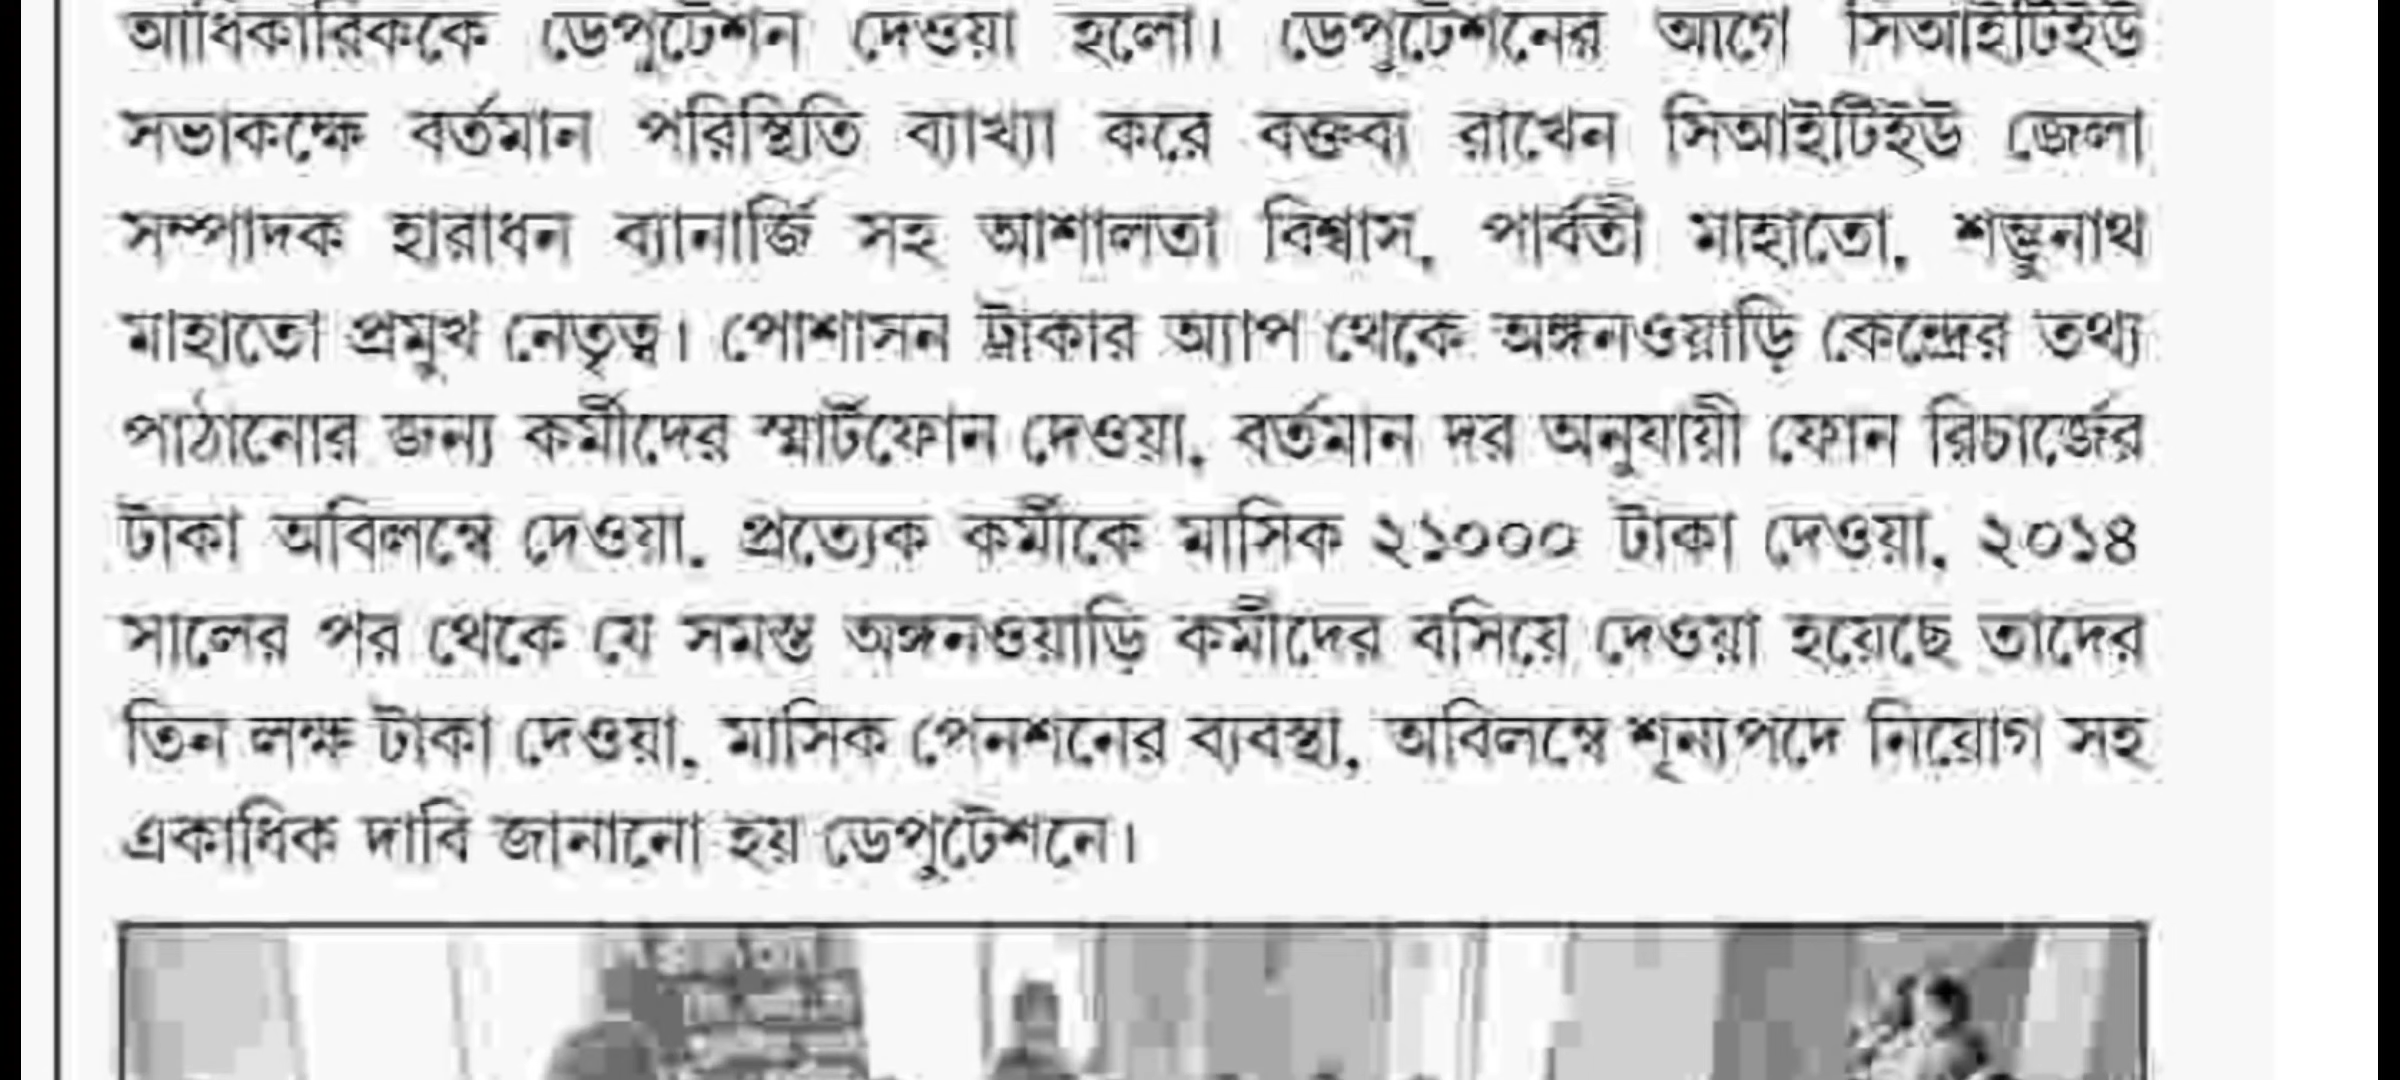 আধিকারিককে ডেপুটেশন দেওয়া হলো। ডেপুটেশনের আগে সিআইটিইউ
সভাকক্ষে বর্তমান পরিস্থিতি ব্যাখ্যা করে বক্তব্য রাখেন সিআইটিইউ জেলা
সম্পাদক হারাধন ব্যানার্জি সহ আশালতা বিশ্বাস, পার্বতী মাহাতো, শম্ভুনাথ
মাহাতো প্রমুখ নেতৃত্ব। পোশাসন ট্রাকার অ্যাপ থেকে অঙ্গনওয়াড়ি কেন্দ্রের তথ্য
পাঠানোর জন্য কর্মীদের স্মার্টফোন দেওয়া, বর্তমান দর অনুযায়ী ফোন রিচার্জের
টাকা অবিলম্বে দেওয়া, প্রত্যেক কর্মীকে মাসিক ২১০০০ টাকা দেওয়া, ২০১৪
সালের পর থেকে যে সমস্ত অঙ্গনওয়াড়ি কর্মীদের বসিয়ে দেওয়া হয়েছে তাদের
তিন লক্ষ টাকা দেওয়া, মাসিক পেনশনের ব্যবস্থা, অবিলম্বে শূন্যপদে নিয়োগ সহ
একাধিক দাবি জানানো হয় ডেপুটেশনে।